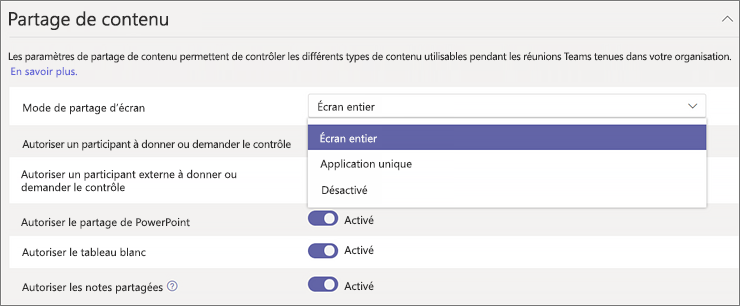 Partage de contenu
Les paramètres de partage de contenu permettent de contrôler les différents types de contenu utilisables pendant les réunions Teams tenues dans votre organisation.
En savoir plus.
Mode de partage d'écran
Écran entier
Écran entier
Autoriser un participant à donner ou demander le contrôle
Application unique
Autoriser un participant externe à donner ou
demander le contrôle
Désactivé
Autoriser le partage de PowerPoint
Activé
Autoriser le tableau blanc
Activé
Autoriser les notes partagées ?
Activé